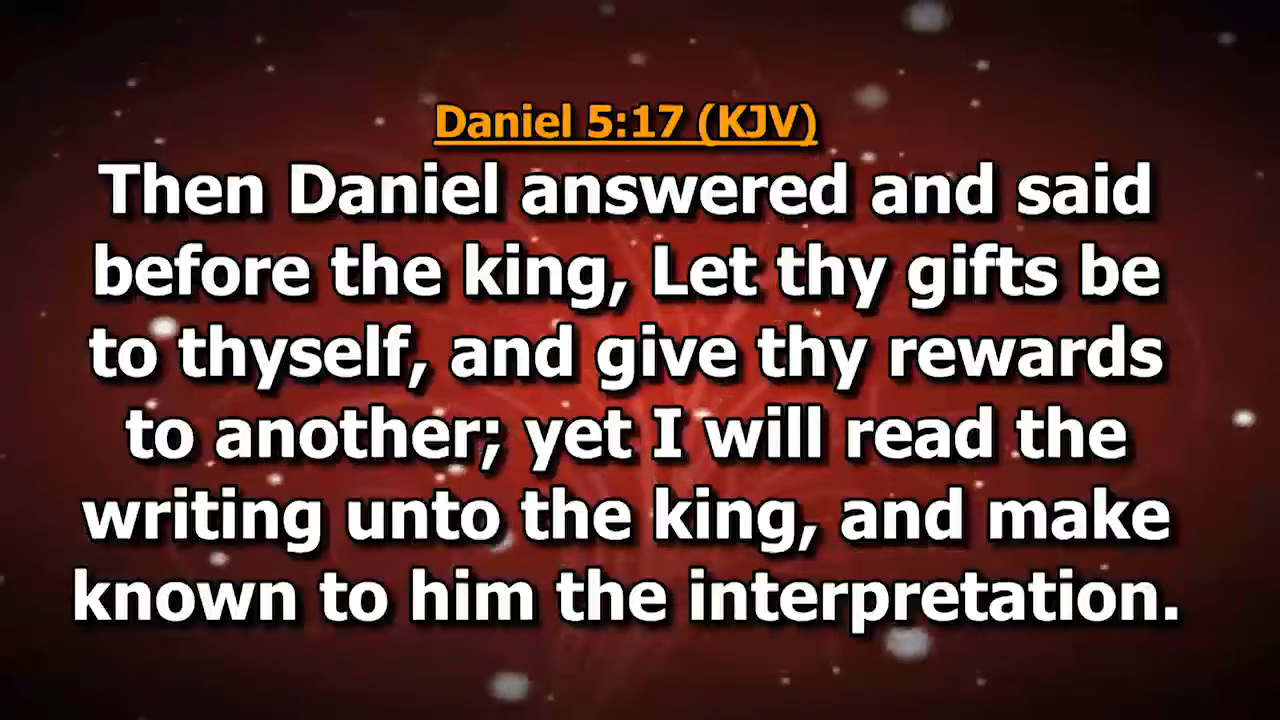 Daniel 5:17 (KJV)
Then Daniel answered and said
before the king, Let thy gifts be
to thyself, and give thy rewards
to another; yet I will read the
writing unto the king, and make
known to him the interpretation.